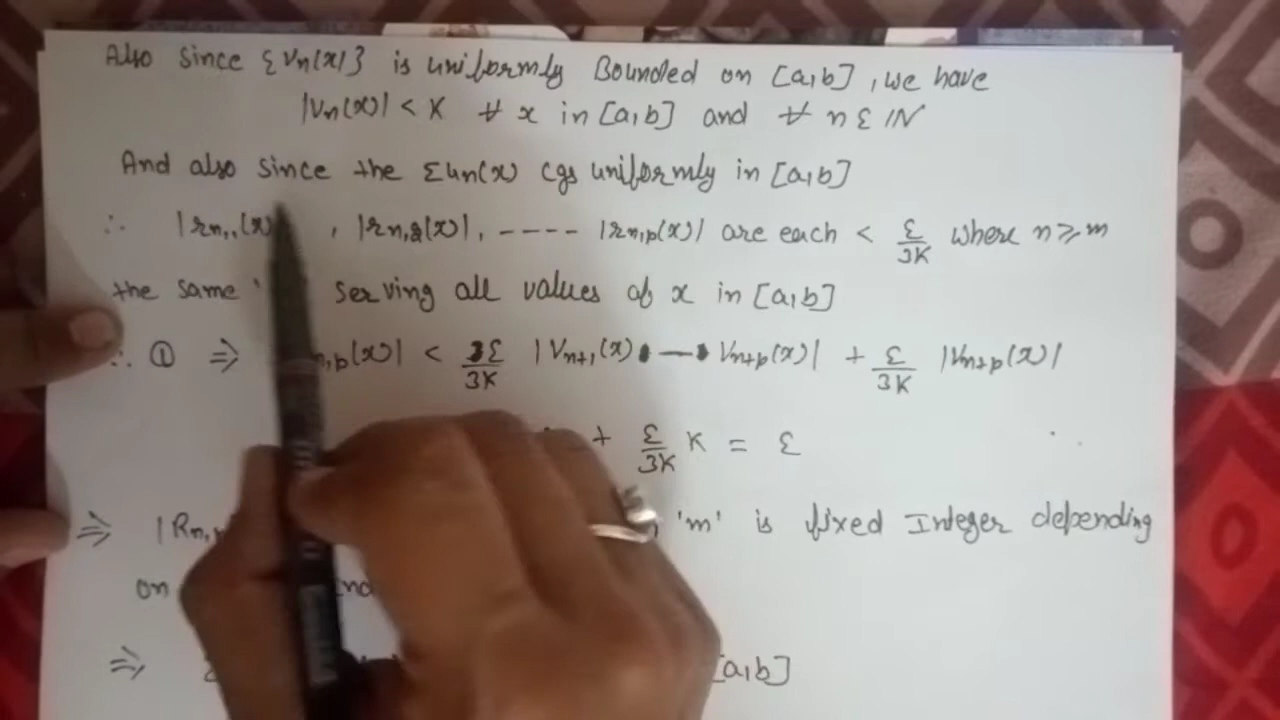 Also since {Vn(x)} is uniformly Bounded on [a,b], we have
|Vn(x)| < K ∀ x in [a,b] and ∀ n ε IN
And also since the Σun(x) cgs uniformly in [a,b]
∴ |rn,1(x) , |rn,2(x)|, ---- |rn,p(x)| are each < ε/3K where n ≥ m
the same serving all values of x in [a,b]
∴ ① ⇒ n,p(x)| < ε/3K |Vn+1(x) — Vn+p(x)| + ε/3K |Vn+p(x)|
+ ε/3K K = ε
⇒ |Rn, 'm' is fixed Integer depending
on
⇒ [a,b]